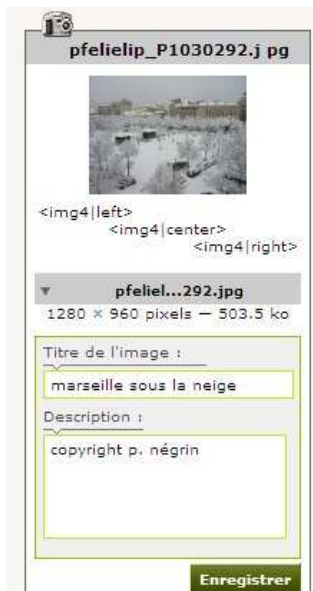 pfelielip_P1030292.j pg
<img4|left>
<img4|center>
<img4|right>
pfeliel...292.jpg
1280 × 960 pixels — 503.5 ko
Titre de l'image :
marseille sous la neige
Description :
copyright p. négrin
Enregistrer